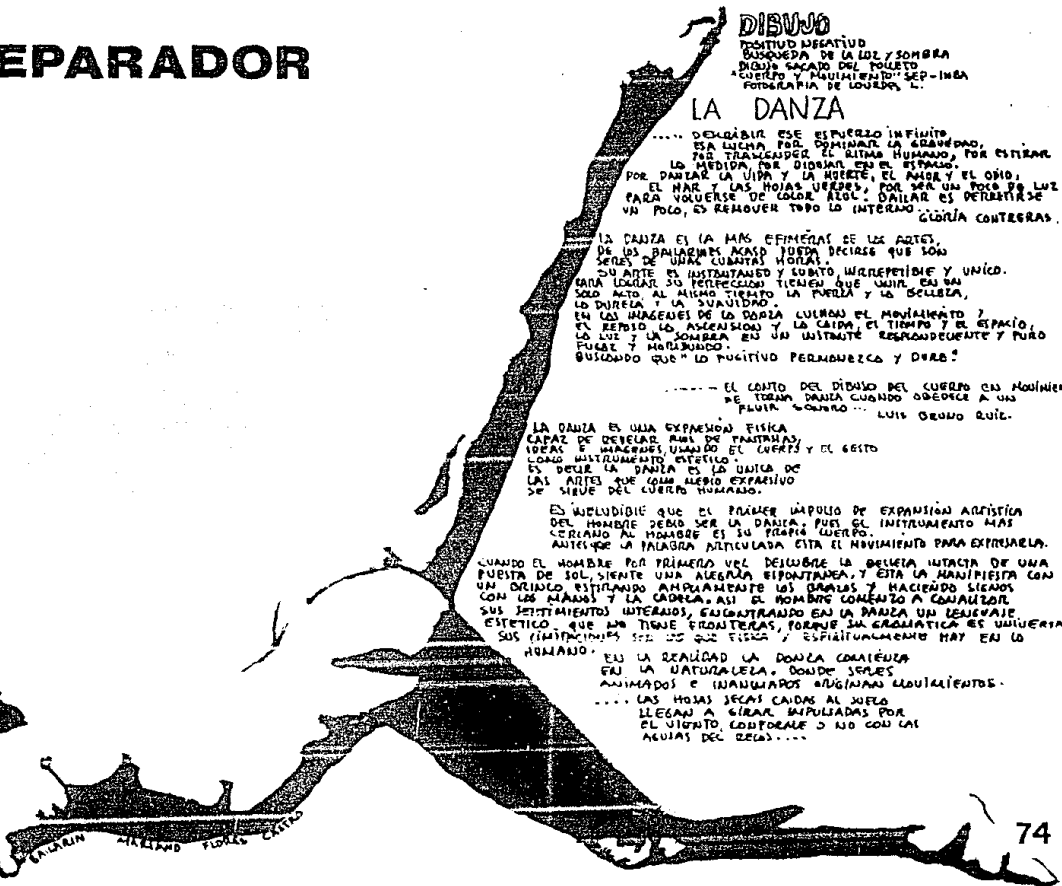 EPARADOR
DIBUJO
POSITIVO NEGATIVO
BUSQUEDA DE LA LUZ Y SOMBRA
DIBUJO SACADO DEL FOLLETO
"CUERPO Y MOVIMIENTO" SEP-INBA
FOTOGRAFIA DE LOURDES L.
LA DANZA
..... DESCRIBIR ESE ESFUERZO INFINITO,
ESA LUCHA POR DOMINAR LA GRAVEDAD,
POR TRASCENDER EL RITMO HUMANO, POR ESTIRAR
LA MEDIDA, POR DIBUJAR EN EL ESPACIO.
POR DANZAR LA VIDA Y LA MUERTE, EL AMOR Y EL ODIO,
EL MAR Y LAS HOJAS VERDES, POR SER UN POCO DE LUZ
PARA VOLVERSE DE COLOR AZUL. BAILAR ES DERRETIRSE
UN POCO, ES REMOVER TODO LO INTERNO.....
GLORIA CONTRERAS.
LA DANZA ES LA MAS EFIMERAS DE LAS ARTES,
DE LOS BAILARINES ACASO PUEDA DECIRSE QUE SON
SERES DE UNAS CUANTAS HORAS.
SU ARTE ES INSTANTANEO Y SUBITO, IRREPETIBLE Y UNICO.
PARA LOGRAR SU PERFECCION TIENEN QUE UNIR EN UN
SOLO ACTO, AL MISMO TIEMPO LA FUERZA Y LA BELLEZA,
LA DUREZA Y LA SUAVIDAD.
EN LAS IMAGENES DE LA DANZA LUCHAN EL MOVIMIENTO Y
EL REPOSO, LA ASCENSION Y LA CAIDA, EL TIEMPO Y EL ESPACIO,
LA LUZ Y LA SOMBRA EN UN INSTANTE RESPLANDECIENTE Y PURO
FUGAZ Y MORIBUNDO.
BUSCANDO QUE "LO FUGITIVO PERMANEZCA Y DURE."
...... EL CANTO DEL DIBUJO DEL CUERPO EN MOVIMIE
SE TORNA DANZA CUANDO OBEDECE A UN
FLUIR SONORO... LUIS BRUNO RUIZ.
LA DANZA ES UNA EXPRESION FISICA
CAPAZ DE REVELAR MIL DE FANTASIAS,
IDEAS E IMAGENES, USANDO EL CUERPO Y EL GESTO
COMO INSTRUMENTO ESTETICO.
ES DECIR LA DANZA ES LA UNICA DE
LAS ARTES QUE COMO MEDIO EXPRESIVO
SE SIRVE DEL CUERPO HUMANO.
ES INELUDIBLE QUE EL PRIMER IMPULSO DE EXPANSION ARTISTICA
DEL HOMBRE DEBIO SER LA DANZA. PUES EL INSTRUMENTO MAS
CERCANO AL HOMBRE ES SU PROPIO CUERPO.
ANTES QUE LA PALABRA ARTICULADA ESTA EL MOVIMIENTO PARA EXPRESARLA.
CUANDO EL HOMBRE POR PRIMERA VEZ DESCUBRE LA BELLEZA INTACTA DE UNA
PUESTA DE SOL, SIENTE UNA ALEGRIA ESPONTANEA, Y ESTA LA MANIFIESTA CON
UN BRINCO ESTIRANDO AMPLIAMENTE LOS BRAZOS Y HACIENDO SIGNOS
CON LAS MANOS Y LA CADERA. ASI EL HOMBRE COMENZO A CANALIZAR
SUS SENTIMIENTOS INTERNOS, ENCONTRANDO EN LA DANZA UN LENGUAJE
ESTETICO, QUE NO TIENE FRONTERAS, PORQUE SU GRAMATICA ES UNIVERSA
SUS LIMITACIONES SON LAS QUE FISICA Y ESPIRITUALMENTE HAY EN LO
HUMANO.
EN LA REALIDAD LA DANZA COMIENZA
EN LA NATURALEZA. DONDE SERES
ANIMADOS E INANIMADOS ORIGINAN MOVIMIENTOS.
.... LAS HOJAS SECAS CAIDAS AL SUELO
LLEGAN A GIRAR IMPULSADAS POR
EL VIENTO, CONFORME O NO CON LAS
AGUJAS DEL RELOJ....
BAILARIN MARIANO FLORES CASTRO
74